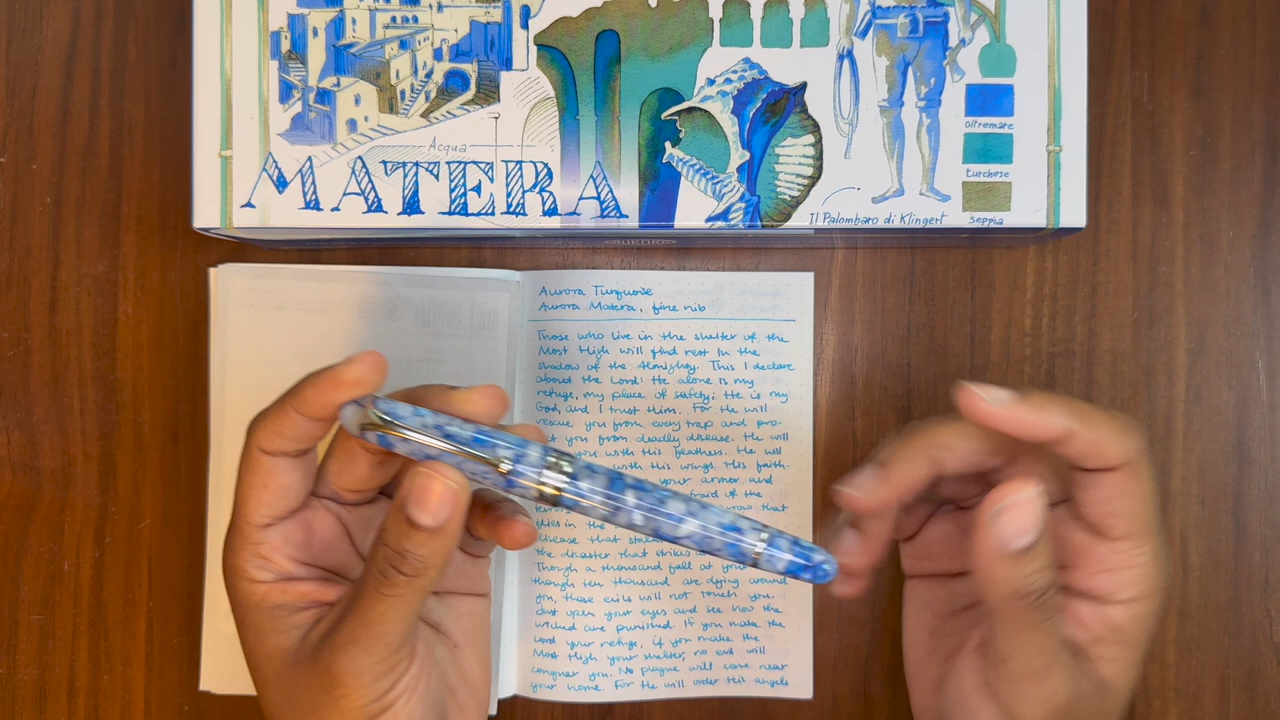 Acqua
MATERA
Il Palombaro di Klingert
oltremare
turchese
seppia
AURORA
Aurora Turquoise
Aurora Matera, fine nib
Those who live in the shelter of the
Most High will find rest in the
shadow of the Almighty. This I declare
about the Lord: He alone is my
refuge, my place of safety; He is my
God, and I trust Him. For He will
rescue you from every trap and pro-
ct you from deadly disease. He will
you with His feathers. He will
with His wings. His faith-
your armor and
afraid of the
row that
flies in the
disease that stalks
the disaster that strikes
Though a thousand fall at your
though ten thousand are dying around
you, these evils will not touch you.
Just open your eyes and see how the
wicked are punished. If you make the
Lord your refuge, if you make the
Most High your shelter, no evil will
conquer you. No plague will come near
your home. For He will order His angels